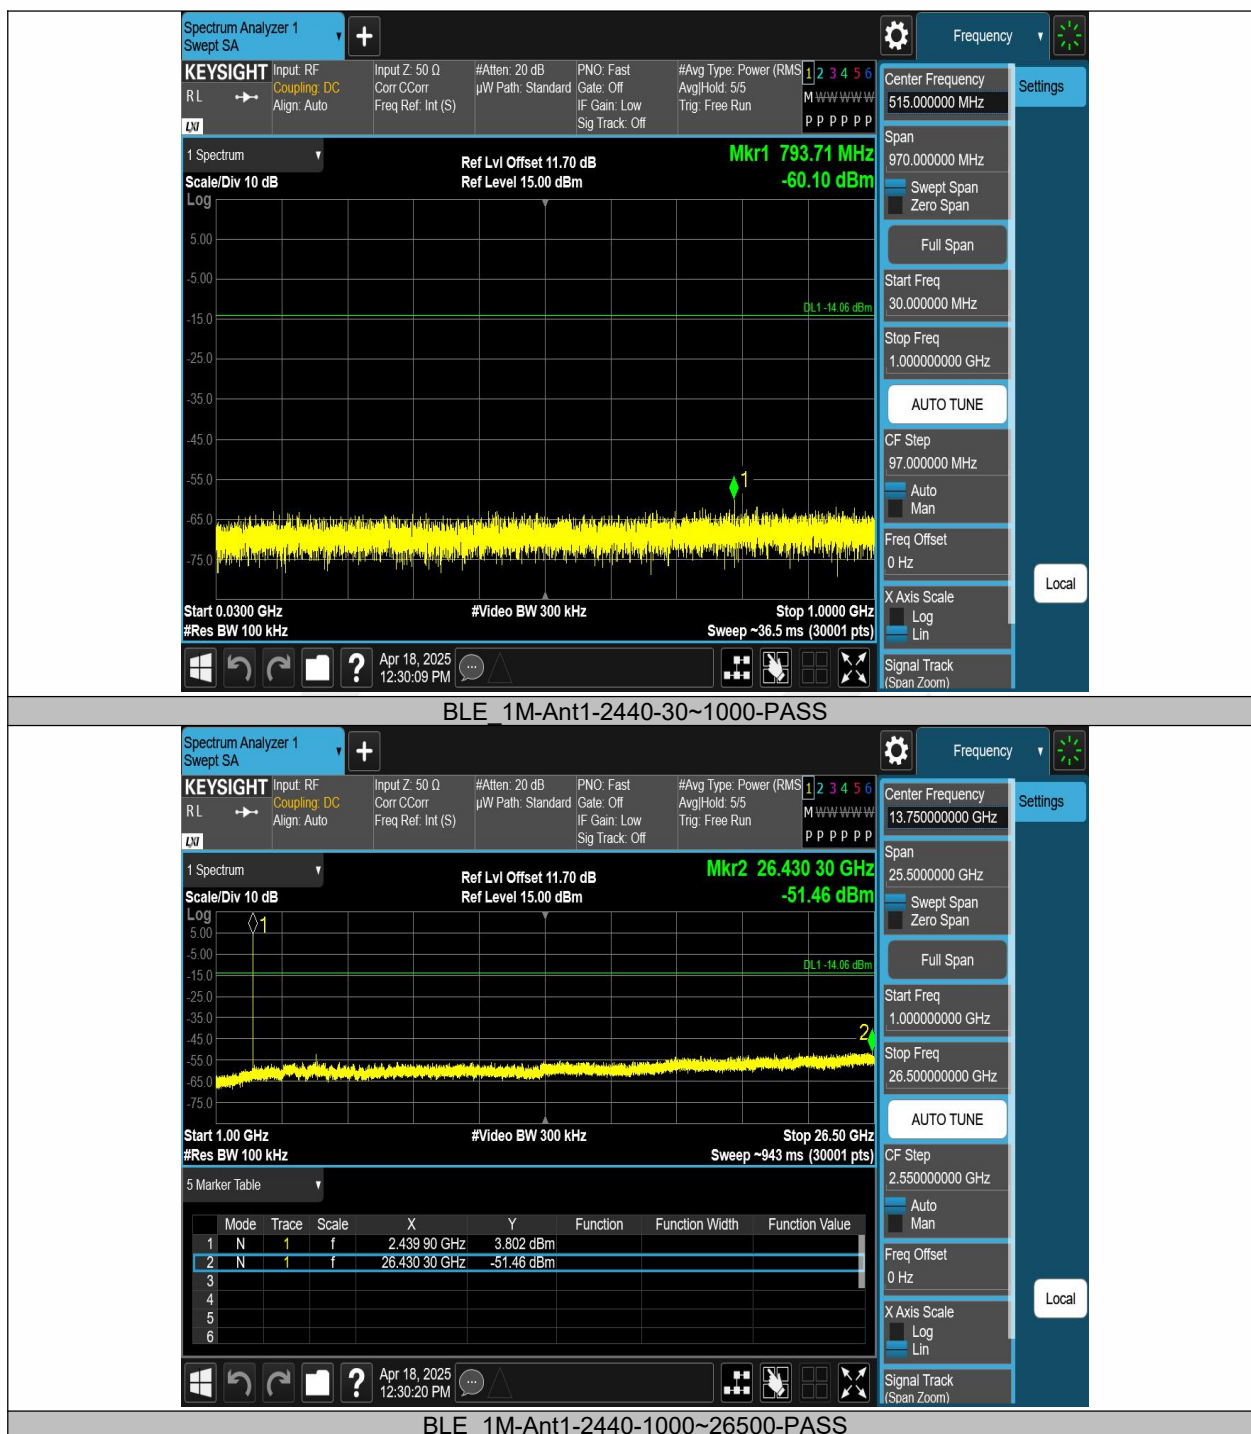 Spectrum Analyzer 1
Swept SA
Frequency
KEYSIGHT
RL
LXI
Input: RF
Coupling: DC
Align: Auto
Input Z: 50 Ω
Corr CCorr
Freq Ref: Int (S)
#Atten: 20 dB
µW Path: Standard
PNO: Fast
Gate: Off
IF Gain: Low
Sig Track: Off
#Avg Type: Power (RMS
Avg|Hold: 5/5
Trig: Free Run
1 2 3 4 5 6
M W W W W W
P P P P P P
1 Spectrum
Scale/Div 10 dB
Log
Ref Lvl Offset 11.70 dB
Ref Level 15.00 dBm
Mkr1 793.71 MHz
-60.10 dBm
5.00
-5.00
-15.0
-25.0
-35.0
-45.0
-55.0
-65.0
-75.0
DL1 -14.06 dBm
1
Start 0.0300 GHz
#Res BW 100 kHz
#Video BW 300 kHz
Stop 1.0000 GHz
Sweep ~36.5 ms (30001 pts)
Apr 18, 2025
12:30:09 PM
Center Frequency
515.000000 MHz
Span
970.000000 MHz
Swept Span
Zero Span
Full Span
Start Freq
30.000000 MHz
Stop Freq
1.000000000 GHz
AUTO TUNE
CF Step
97.000000 MHz
Auto
Man
Freq Offset
0 Hz
X Axis Scale
Log
Lin
Signal Track
(Span Zoom)
Settings
Local
BLE_1M-Ant1-2440-30~1000-PASS
Spectrum Analyzer 1
Swept SA
Frequency
KEYSIGHT
RL
LXI
Input: RF
Coupling: DC
Align: Auto
Input Z: 50 Ω
Corr CCorr
Freq Ref: Int (S)
#Atten: 20 dB
µW Path: Standard
PNO: Fast
Gate: Off
IF Gain: Low
Sig Track: Off
#Avg Type: Power (RMS
Avg|Hold: 5/5
Trig: Free Run
1 2 3 4 5 6
M W W W W W
P P P P P P
1 Spectrum
Scale/Div 10 dB
Log
Ref Lvl Offset 11.70 dB
Ref Level 15.00 dBm
Mkr2 26.430 30 GHz
-51.46 dBm
5.00
-5.00
-15.0
-25.0
-35.0
-45.0
-55.0
-65.0
-75.0
1
DL1 -14.06 dBm
2
Start 1.00 GHz
#Res BW 100 kHz
#Video BW 300 kHz
Stop 26.50 GHz
Sweep ~943 ms (30001 pts)
5 Marker Table
Mode Trace Scale X Y Function Function Width Function Value
1 N 1 f 2.439 90 GHz 3.802 dBm
2 N 1 f 26.430 30 GHz -51.46 dBm
3
4
5
6
Apr 18, 2025
12:30:20 PM
Center Frequency
13.750000000 GHz
Span
25.5000000 GHz
Swept Span
Zero Span
Full Span
Start Freq
1.000000000 GHz
Stop Freq
26.500000000 GHz
AUTO TUNE
CF Step
2.550000000 GHz
Auto
Man
Freq Offset
0 Hz
X Axis Scale
Log
Lin
Signal Track
(Span Zoom)
Settings
Local
BLE_1M-Ant1-2440-1000~26500-PASS